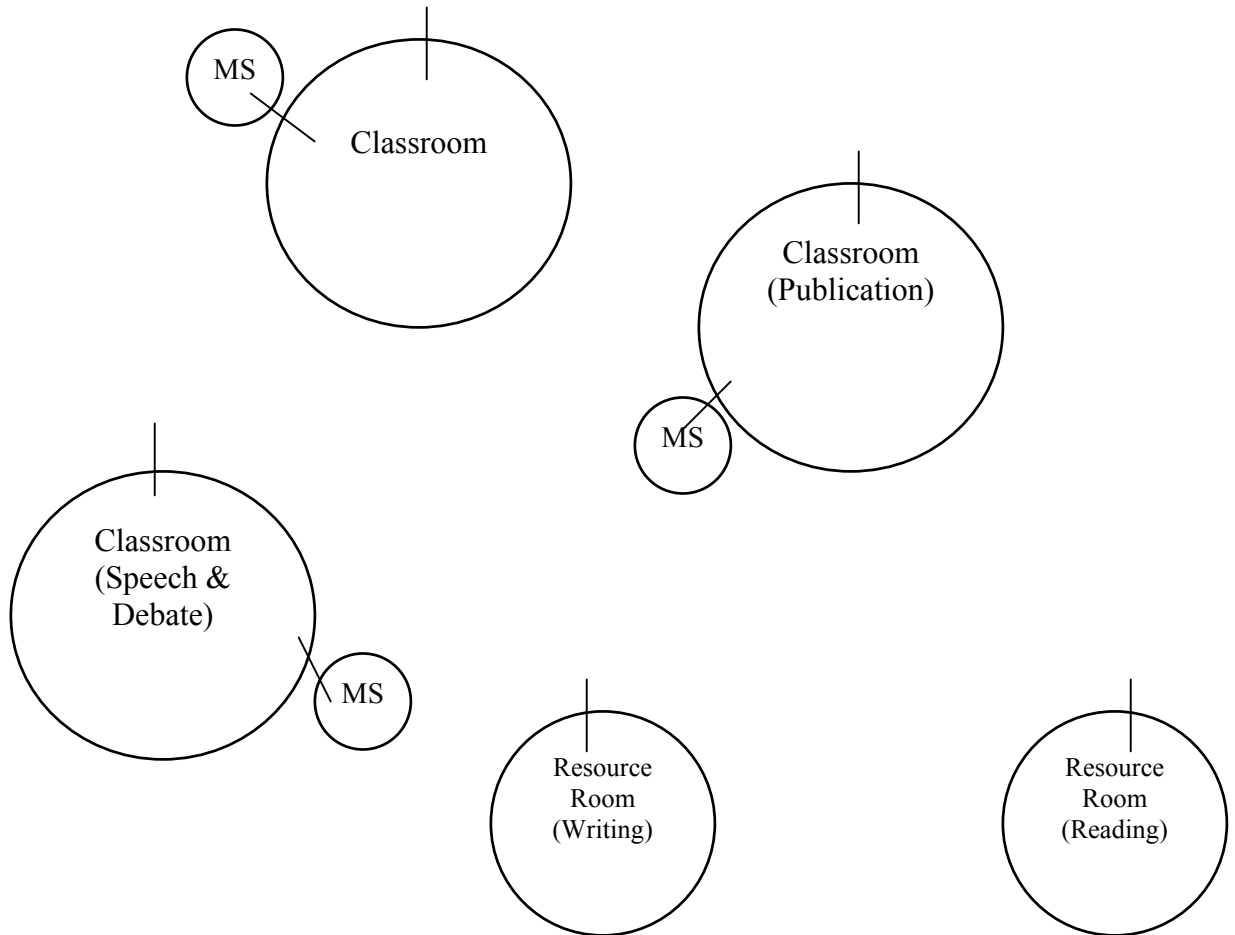 MS
Classroom
Classroom
(Publication)
MS
Classroom
(Speech &
Debate)
MS
Resource
Room
(Writing)
Resource
Room
(Reading)